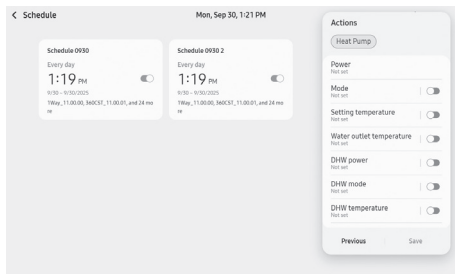 Schedule
Mon, Sep 30, 1:21 PM
Schedule 0930
Every day
1:19 PM
9/30 – 9/30/2025
1Way_11.00.00, 360CST_11.00.01, and 24 mo
re
Schedule 0930 2
Every day
1:19 PM
9/30 – 9/30/2025
1Way_11.00.00, 360CST_11.00.01, and 24 mo
re
Actions
Heat Pump
Power
Not set
Mode
Not set
Setting temperature
Not set
Water outlet temperature
Not set
DHW power
Not set
DHW mode
Not set
DHW temperature
Not set
Previous
Save